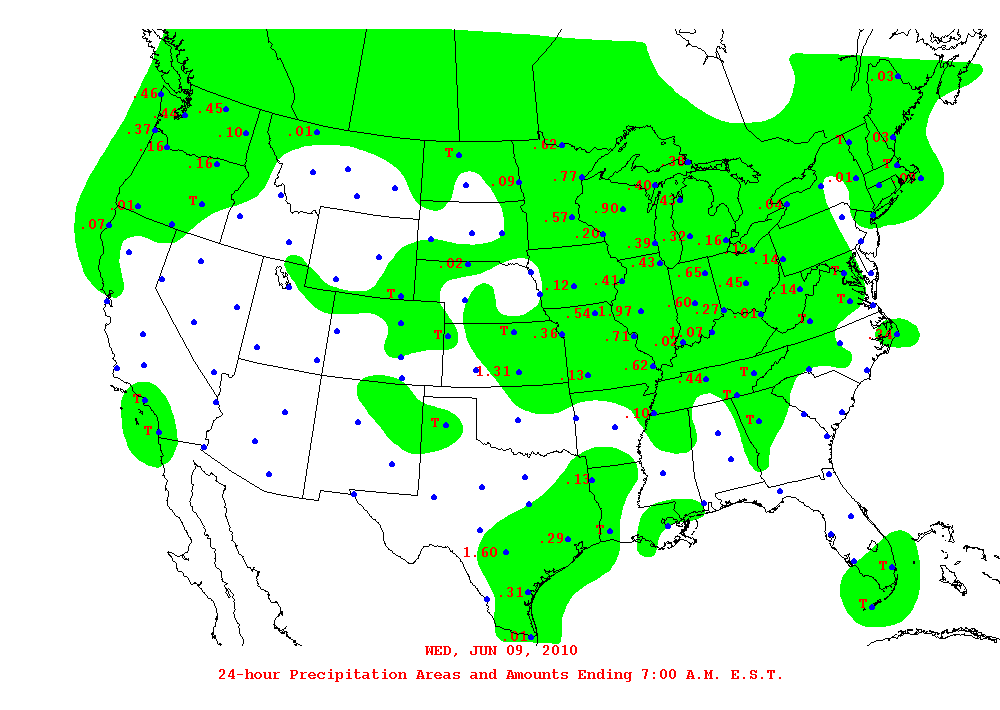 .03
.46
.44 .45
.37 .10 .01 .03
.16 .62 T
T
.16 .38 T
.77 .01 .01
.09 .40
.01 T .41 .04
.90
.07 .57
.20 .32 .16
.39 .12
.02 .43 .14
.65 T
.12 .41 .45 .14
T .60 T
.54 1.97 .27 .01
T
T T .36 .71 1.07 .24
.02
.62
1.31 .13 .44 T
T T
.10
T T T
.13
T
.29
1.60
T
.31
T
.01
WED, JUN 09, 2010
24-hour Precipitation Areas and Amounts Ending 7:00 A.M. E.S.T.